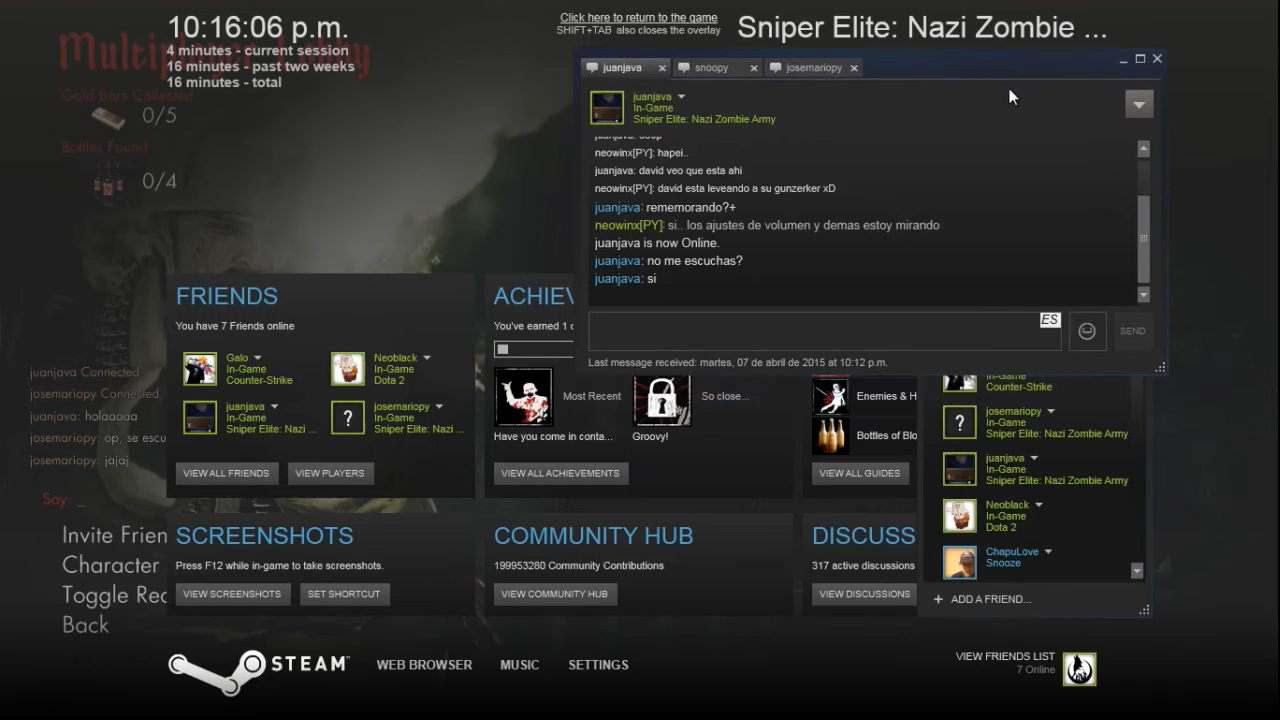 Multiplayer Lobby
10:16:06 p.m.
4 minutes - current session
16 minutes - past two weeks
16 minutes - total
Click here to return to the game
SHIFT+TAB also closes the overlay
Sniper Elite: Nazi Zombie ...
Gold Bars Collected
0/5
Bottles Found
0/4
juanjava
snoopy
josemariopy
juanjava
In-Game
Sniper Elite: Nazi Zombie Army
neowinx[PY]: hapei..
juanjava: david veo que esta ahi
neowinx[PY]: david esta leveando a su gunzerker xD
juanjava: rememorando?+
neowinx[PY]: si.. los ajustes de volumen y demas estoy mirando
juanjava is now Online.
juanjava: no me escuchas?
juanjava: si
ES
SEND
Last message received: martes, 07 de abril de 2015 at 10:12 p.m.
FRIENDS
You have 7 Friends online
Galo
In-Game
Counter-Strike
Neoblack
In-Game
Dota 2
juanjava
In-Game
Sniper Elite: Nazi ...
josemariopy
In-Game
Sniper Elite: Nazi ...
VIEW ALL FRIENDS
VIEW PLAYERS
ACHIEV
You've earned 1
Most Recent
So close...
Have you come in conta...
Groovy!
VIEW ALL ACHIEVEMENTS
Enemies & H
Bottles of Blo
VIEW ALL GUIDES
In-Game
Counter-Strike
josemariopy
In-Game
Sniper Elite: Nazi Zombie Army
juanjava
In-Game
Sniper Elite: Nazi Zombie Army
Neoblack
In-Game
Dota 2
ChapuLove
Snooze
+ ADD A FRIEND...
juanjava Connected
josemariopy Connected
juanjava: holaaaaa
josemariopy: op, se escu
josemariopy: jajaj
Say: _
Invite Frien
Character
Toggle Rea
Back
SCREENSHOTS
Press F12 while in-game to take screenshots.
VIEW SCREENSHOTS
SET SHORTCUT
COMMUNITY HUB
199953280 Community Contributions
VIEW COMMUNITY HUB
DISCUSS
317 active discussions
VIEW DISCUSSIONS
STEAM™
WEB BROWSER
MUSIC
SETTINGS
VIEW FRIENDS LIST
7 Online